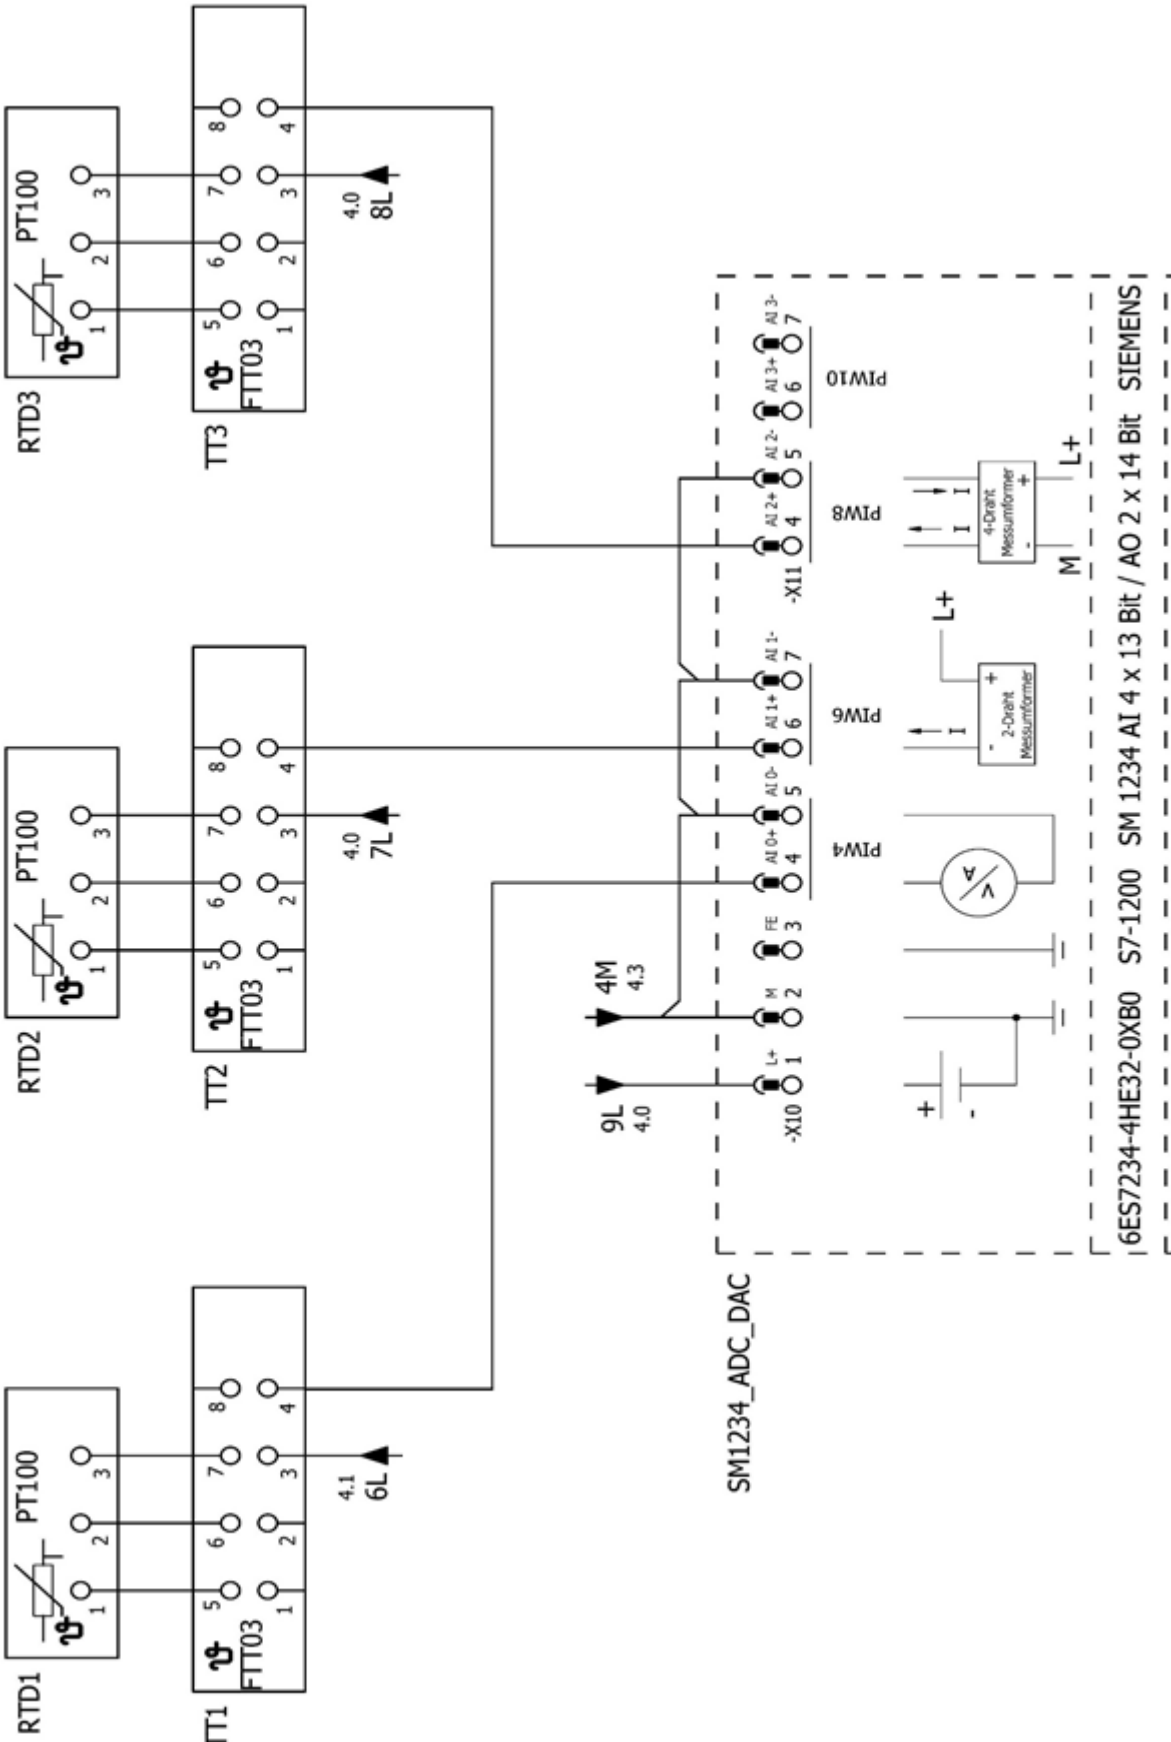 RTD1
PT100
ϑ
1 2 3
TT1
ϑ
FTT03
5 6 7 8
1 2 3 4
4.1
6L
RTD2
PT100
ϑ
1 2 3
TT2
ϑ
FTT03
5 6 7 8
1 2 3 4
4.0
7L
RTD3
PT100
ϑ
1 2 3
TT3
ϑ
FTT03
5 6 7 8
1 2 3 4
4.0
8L
9L
4.0
4M
4.3
SM1234_ADC_DAC
L+ M FE AI 0+ AI 0- AI 1+ AI 1- AI 2+ AI 2- AI 3+ AI 3-
-X10 1 2 3 4 5 6 7 -X11 4 5 6 7
PIW4 PIW6 PIW8 PIW10
+
-
V
A
I
- +
2-Draht
Messumformer
L+
I I
4-Draht
Messumformer
- +
M L+
6ES7234-4HE32-0XB0 S7-1200 SM 1234 AI 4 x 13 Bit / AO 2 x 14 Bit SIEMENS